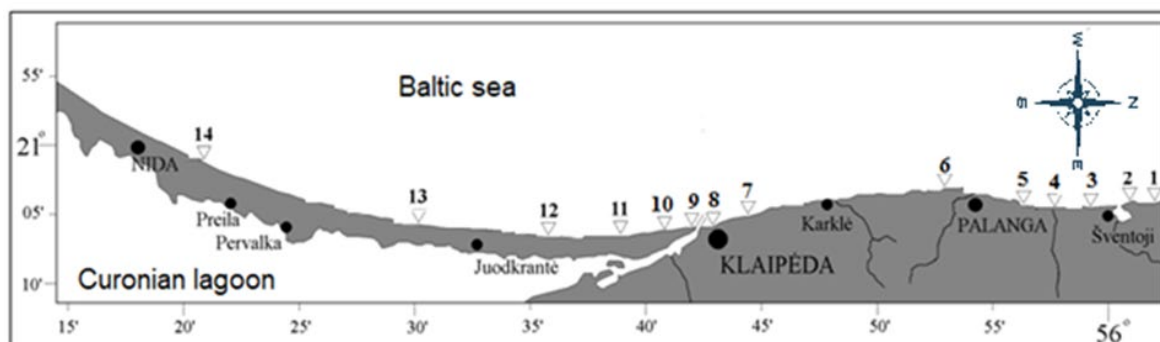 W
N
E
S
Baltic sea
55'
21°
05'
10'
14
13
12
11
10
9
8
7
6
5
4
3
2
1
NIDA
Preila
Pervalka
Juodkrantė
KLAIPĖDA
Karklė
PALANGA
Šventoji
Curonian lagoon
15'
20'
25'
30'
35'
40'
45'
50'
55'
56°